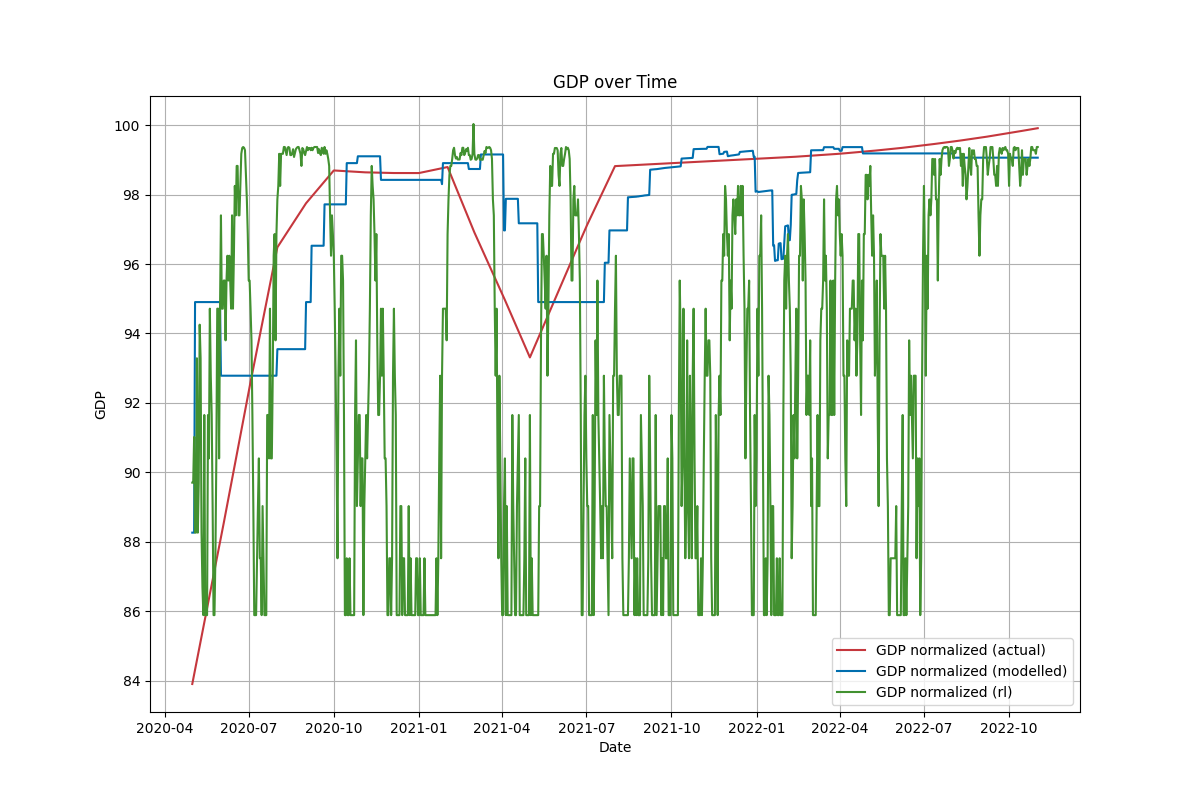 GDP over Time
100
98
96
94
92
90
88
86
84
GDP
2020-04 2020-07 2020-10 2021-01 2021-04 2021-07 2021-10 2022-01 2022-04 2022-07 2022-10
Date
GDP normalized (actual)
GDP normalized (modelled)
GDP normalized (rl)